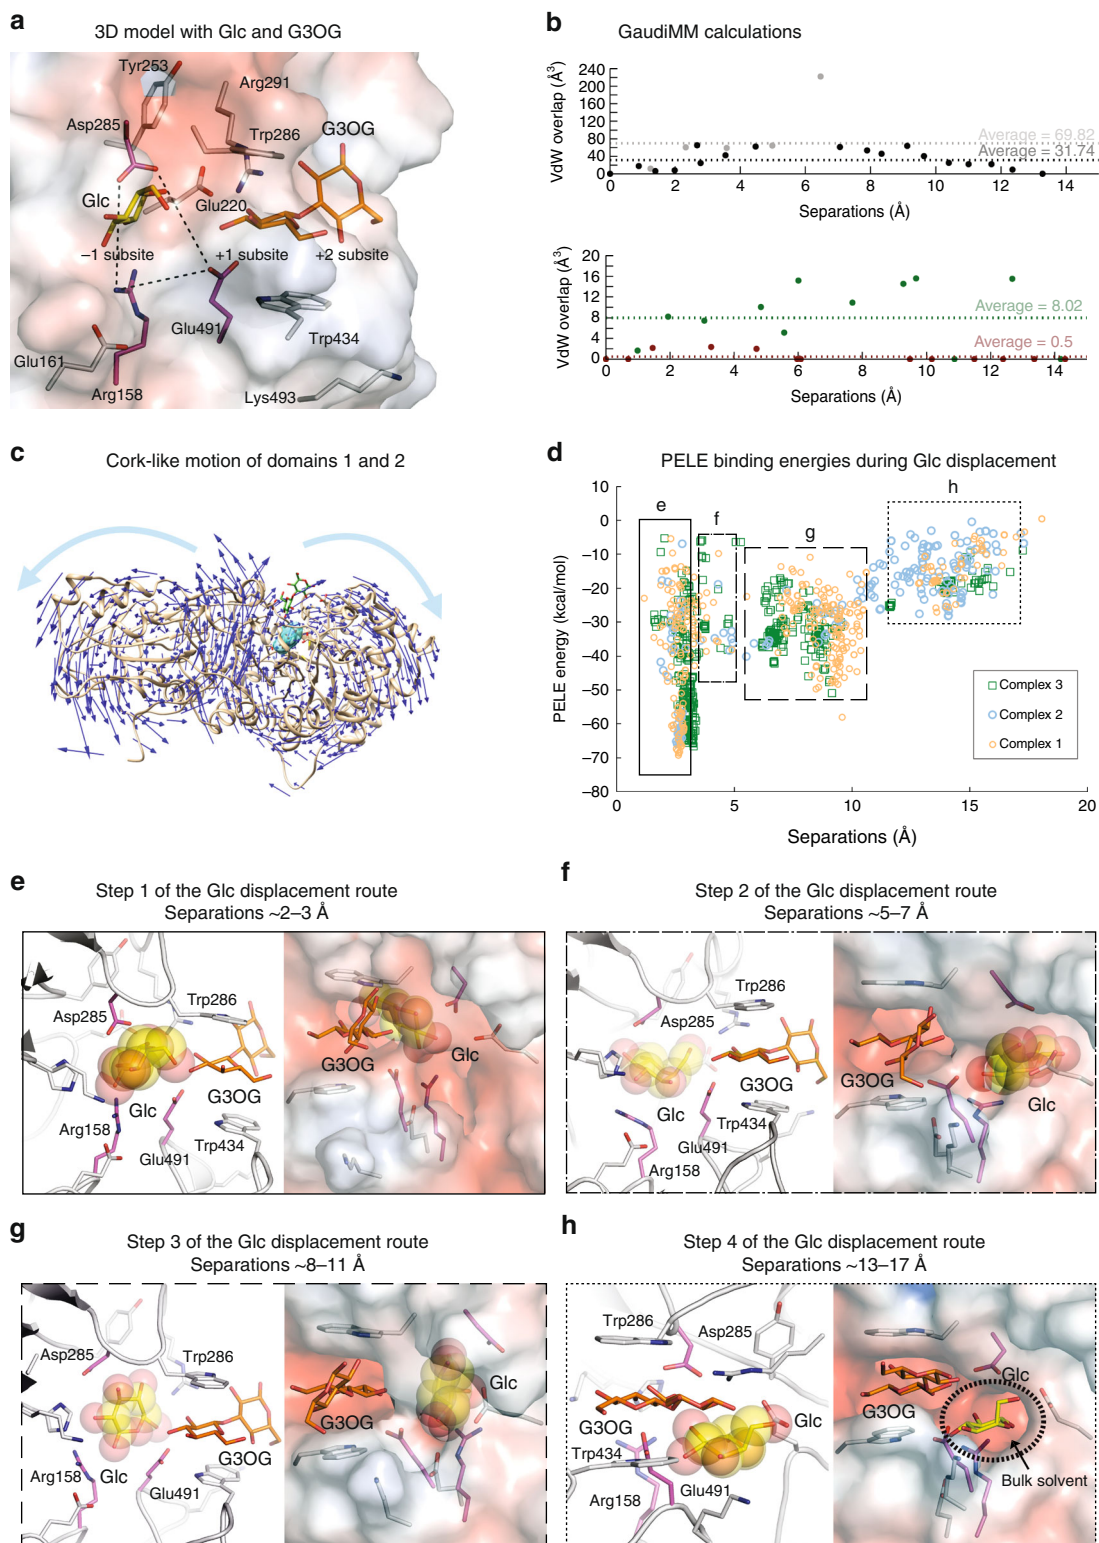 a
3D model with Glc and G3OG
Tyr253
Arg291
Asp285
Trp286
G3OG
Glc
Glu220
–1 subsite
+1 subsite
+2 subsite
Glu491
Trp434
Glu161
Arg158
Lys493
b
GaudiMM calculations
VdW overlap (Å3)
240
200
160
120
80
40
0
Average = 69.82
Average = 31.74
0 2 4 6 8 10 12 14
Separations (Å)
VdW overlap (Å3)
20
16
12
8
4
0
Average = 8.02
Average = 0.5
0 2 4 6 8 10 12 14
Separations (Å)
c
Cork-like motion of domains 1 and 2
d
PELE binding energies during Glc displacement
PELE energy (kcal/mol)
10
0
–10
–20
–30
–40
–50
–60
–70
–80
e
f
g
h
Complex 3
Complex 2
Complex 1
0 5 10 15 20
Separations (Å)
e
Step 1 of the Glc displacement route
Separations ~2–3 Å
Trp286
Asp285
G3OG
Glc
Arg158
Trp434
Glu491
G3OG
Glc
f
Step 2 of the Glc displacement route
Separations ~5–7 Å
Trp286
Asp285
G3OG
Glc
Trp434
Glu491
Arg158
G3OG
Glc
g
Step 3 of the Glc displacement route
Separations ~8–11 Å
Asp285
Trp286
G3OG
Arg158
Glc
Glu491
Trp434
G3OG
Glc
h
Step 4 of the Glc displacement route
Separations ~13–17 Å
Trp286
Asp285
G3OG
Glc
Trp434
Glu491
Arg158
Glc
G3OG
Bulk solvent